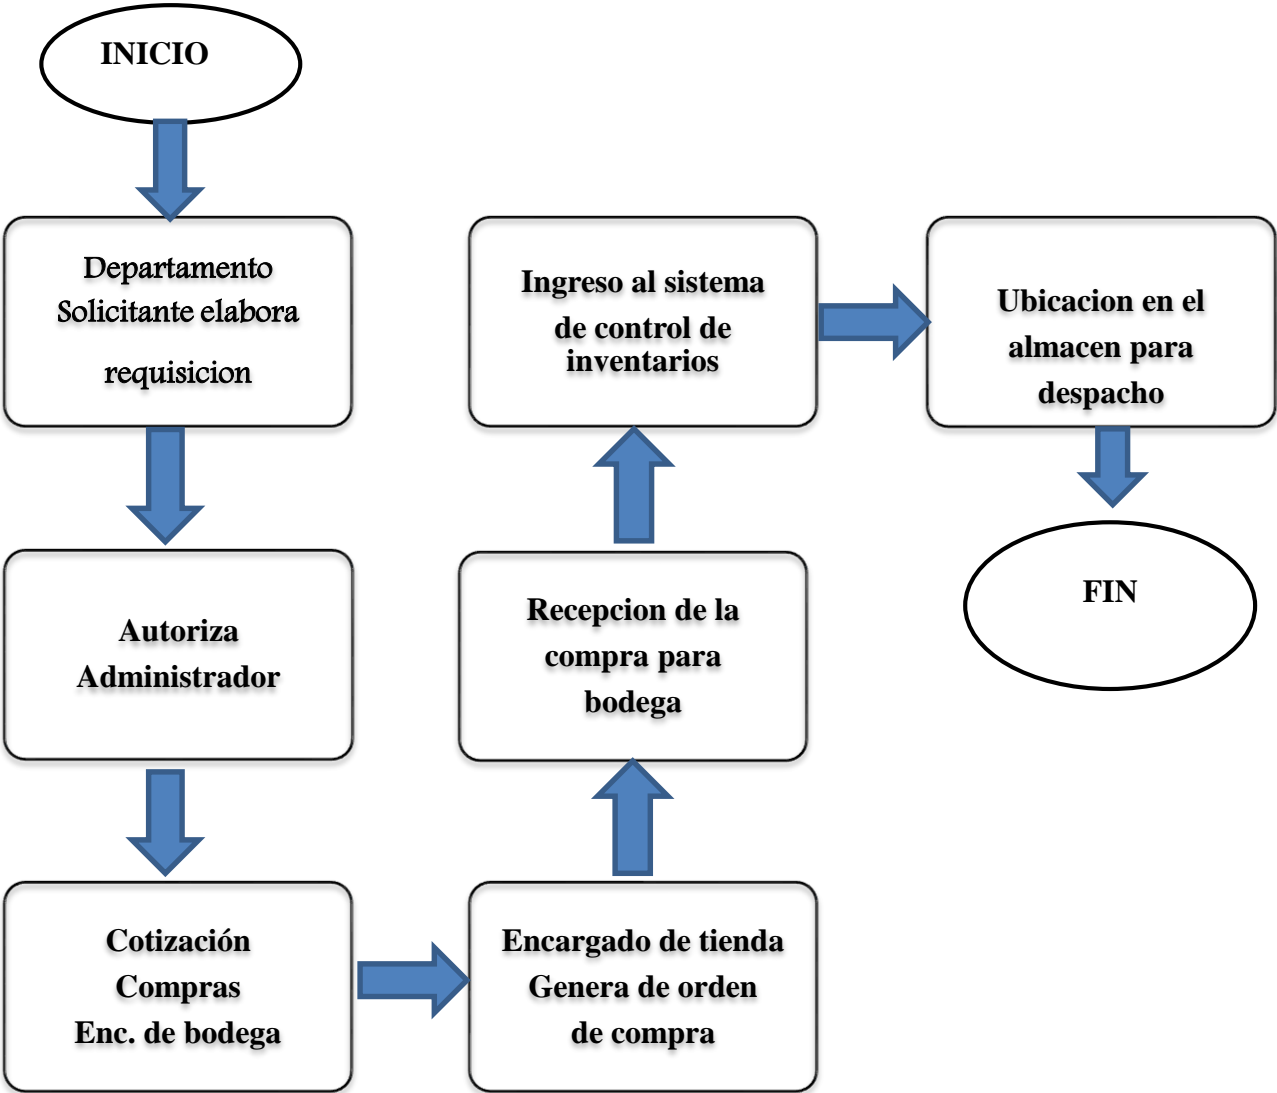 INICIO
Departamento
Solicitante elabora
requisicion
Autoriza
Administrador
Cotización
Compras
Enc. de bodega
Encargado de tienda
Genera de orden
de compra
Recepcion de la
compra para
bodega
Ingreso al sistema
de control de
inventarios
Ubicacion en el
almacen para
despacho
FIN